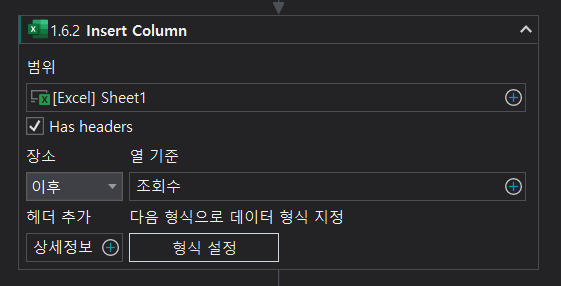 1.6.2 Insert Column
범위
[Excel] Sheet1
Has headers
장소 열 기준
이후 조회수
헤더 추가 다음 형식으로 데이터 형식 지정
상세정보 형식 설정